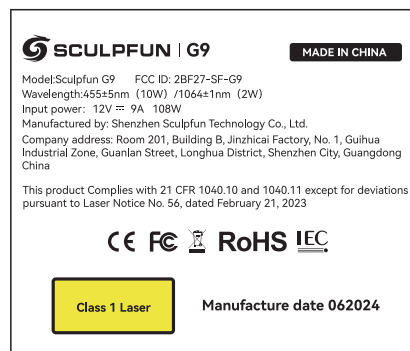 SCULPFUN | G9
MADE IN CHINA
Model:Sculpfun G9 FCC ID: 2BF27-SF-G9
Wavelength:455±5nm (10W) /1064±1nm (2W)
Input power: 12V ⎓ 9A 108W
Manufactured by: Shenzhen Sculpfun Technology Co., Ltd.
Company address: Room 201, Building B, Jinzhicai Factory, No. 1, Guihua
Industrial Zone, Guanlan Street, Longhua District, Shenzhen City, Guangdong
China
This product Complies with 21 CFR 1040.10 and 1040.11 except for deviations
pursuant to Laser Notice No. 56, dated February 21, 2023
CE FC RoHS IEC
Class 1 Laser
Manufacture date 062024